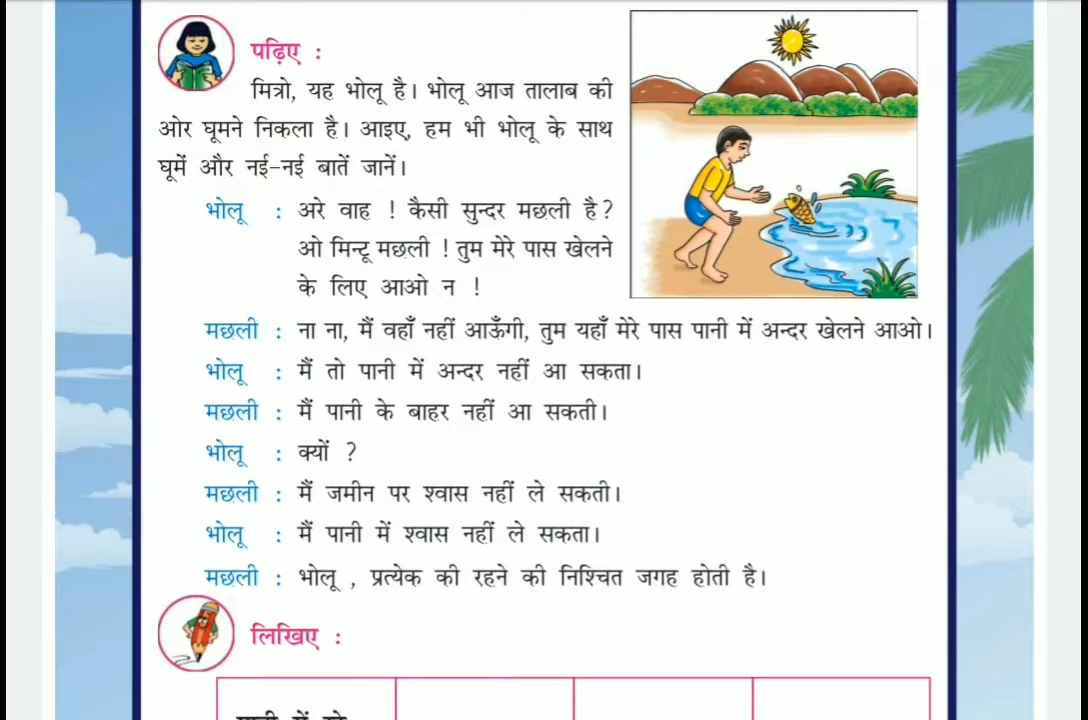 पढ़िए :
मित्रो, यह भोलू है। भोलू आज तालाब की
ओर घूमने निकला है। आइए, हम भी भोलू के साथ
घूमें और नई-नई बातें जानें।
भोलू : अरे वाह ! कैसी सुन्दर मछली है?
ओ मिन्टू मछली ! तुम मेरे पास खेलने
के लिए आओ न !
मछली : ना ना, मैं वहाँ नहीं आऊँगी, तुम यहाँ मेरे पास पानी में अन्दर खेलने आओ।
भोलू : मैं तो पानी में अन्दर नहीं आ सकता।
मछली : मैं पानी के बाहर नहीं आ सकती।
भोलू : क्यों ?
मछली : मैं जमीन पर श्वास नहीं ले सकती।
भोलू : मैं पानी में श्वास नहीं ले सकता।
मछली : भोलू , प्रत्येक की रहने की निश्चित जगह होती है।
लिखिए :